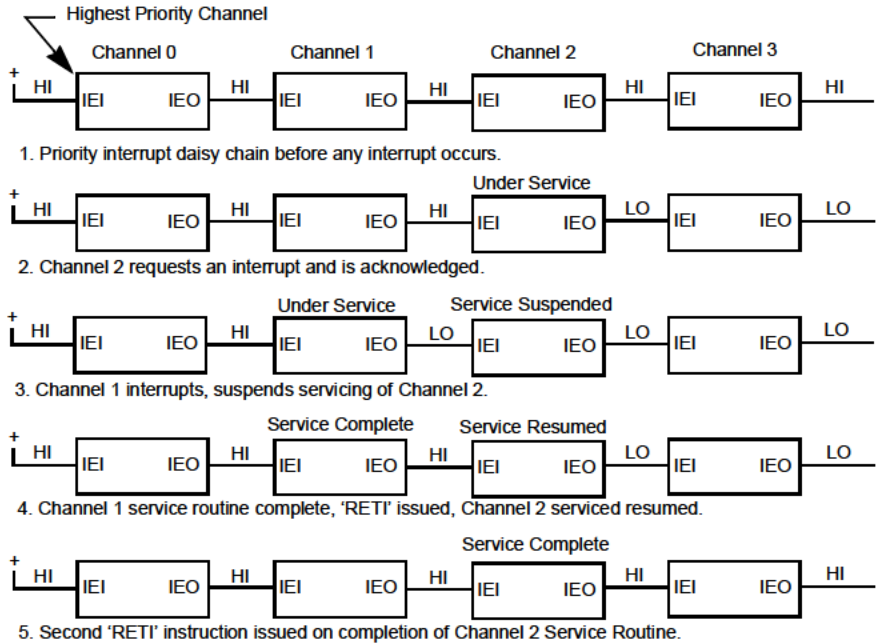 Highest Priority Channel
Channel 0 Channel 1 Channel 2 Channel 3
+ HI IEI IEO HI IEI IEO HI IEI IEO HI IEI IEO HI
1. Priority interrupt daisy chain before any interrupt occurs.
Under Service
+ HI IEI IEO HI IEI IEO HI IEI IEO LO IEI IEO LO
2. Channel 2 requests an interrupt and is acknowledged.
Under Service Service Suspended
+ HI IEI IEO HI IEI IEO LO IEI IEO LO IEI IEO LO
3. Channel 1 interrupts, suspends servicing of Channel 2.
Service Complete Service Resumed
+ HI IEI IEO HI IEI IEO HI IEI IEO LO IEI IEO LO
4. Channel 1 service routine complete, 'RETI' issued, Channel 2 serviced resumed.
Service Complete
+ HI IEI IEO HI IEI IEO HI IEI IEO HI IEI IEO HI
5. Second 'RETI' instruction issued on completion of Channel 2 Service Routine.